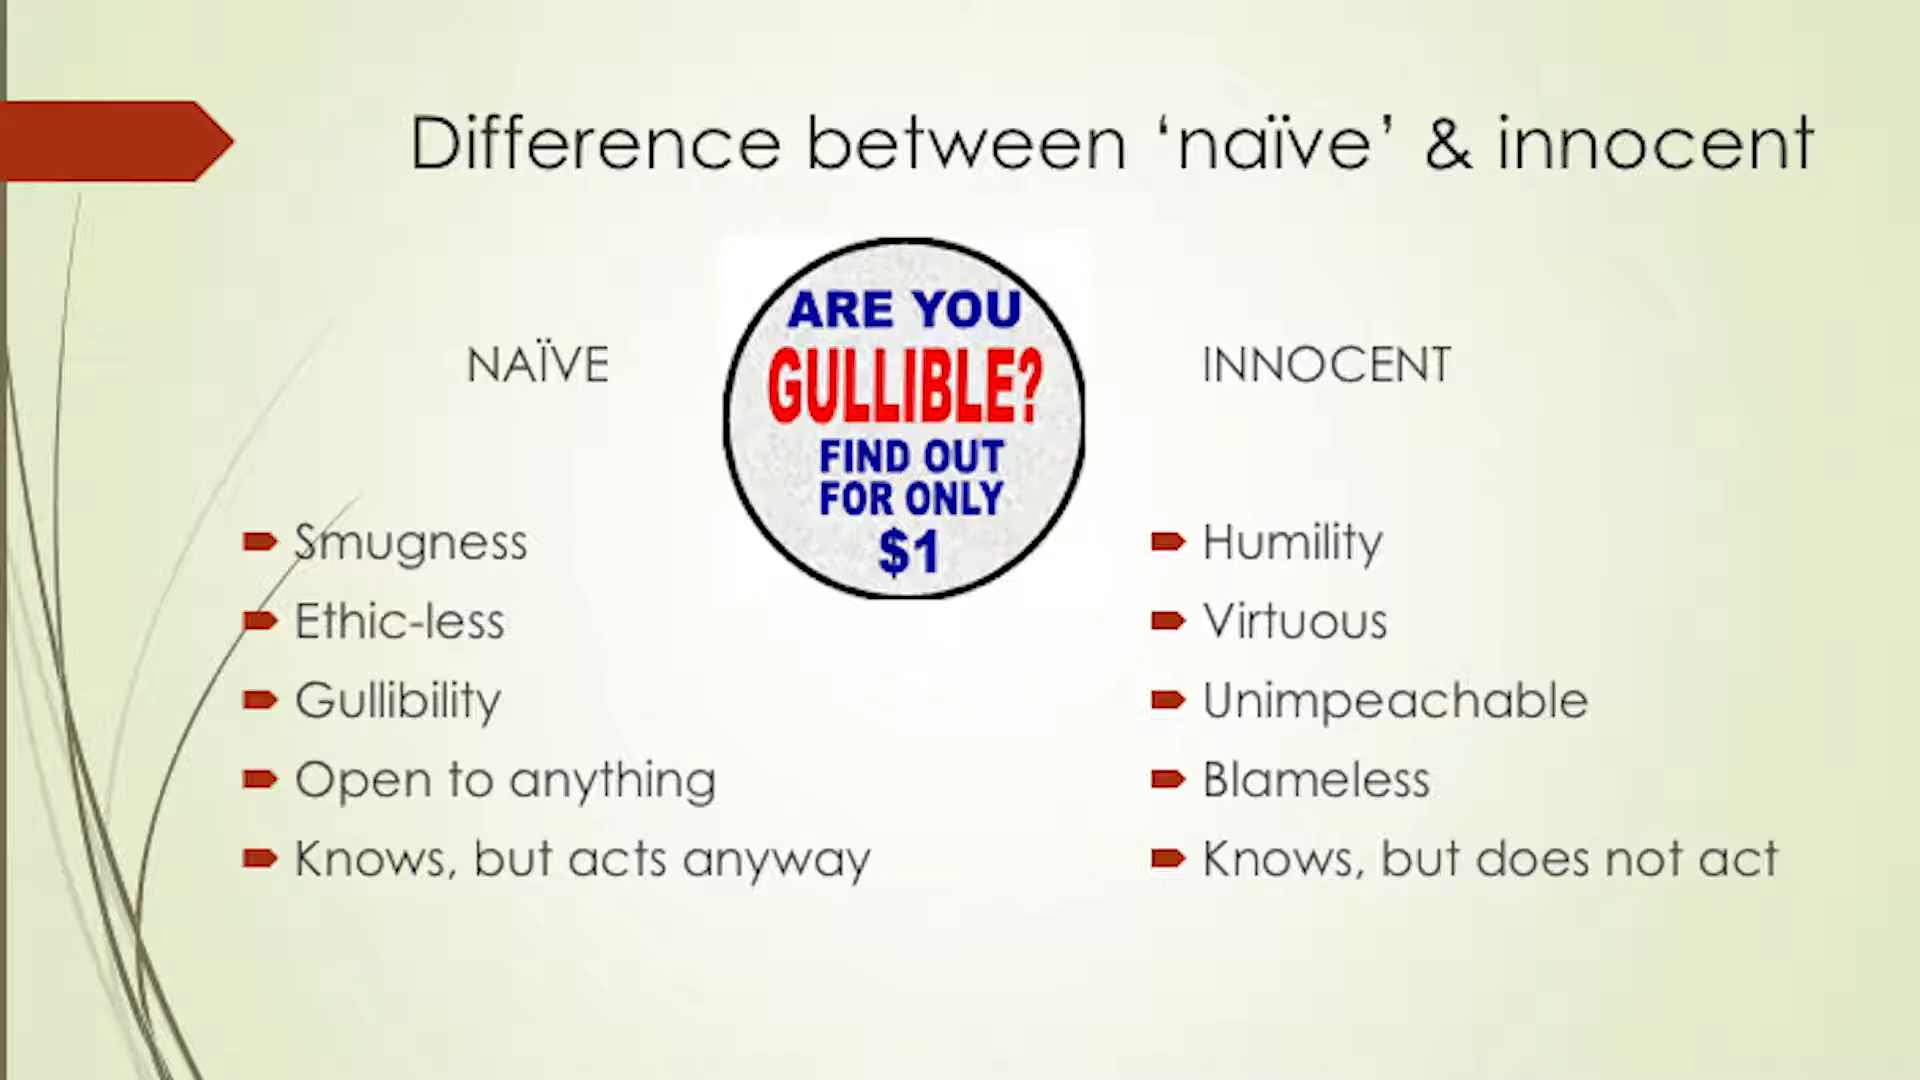 Difference between ‘naïve’ & innocent
NAÏVE
Smugness
Ethic-less
Gullibility
Open to anything
Knows, but acts anyway
ARE YOU
GULLIBLE?
FIND OUT
FOR ONLY
$1
INNOCENT
Humility
Virtuous
Unimpeachable
Blameless
Knows, but does not act